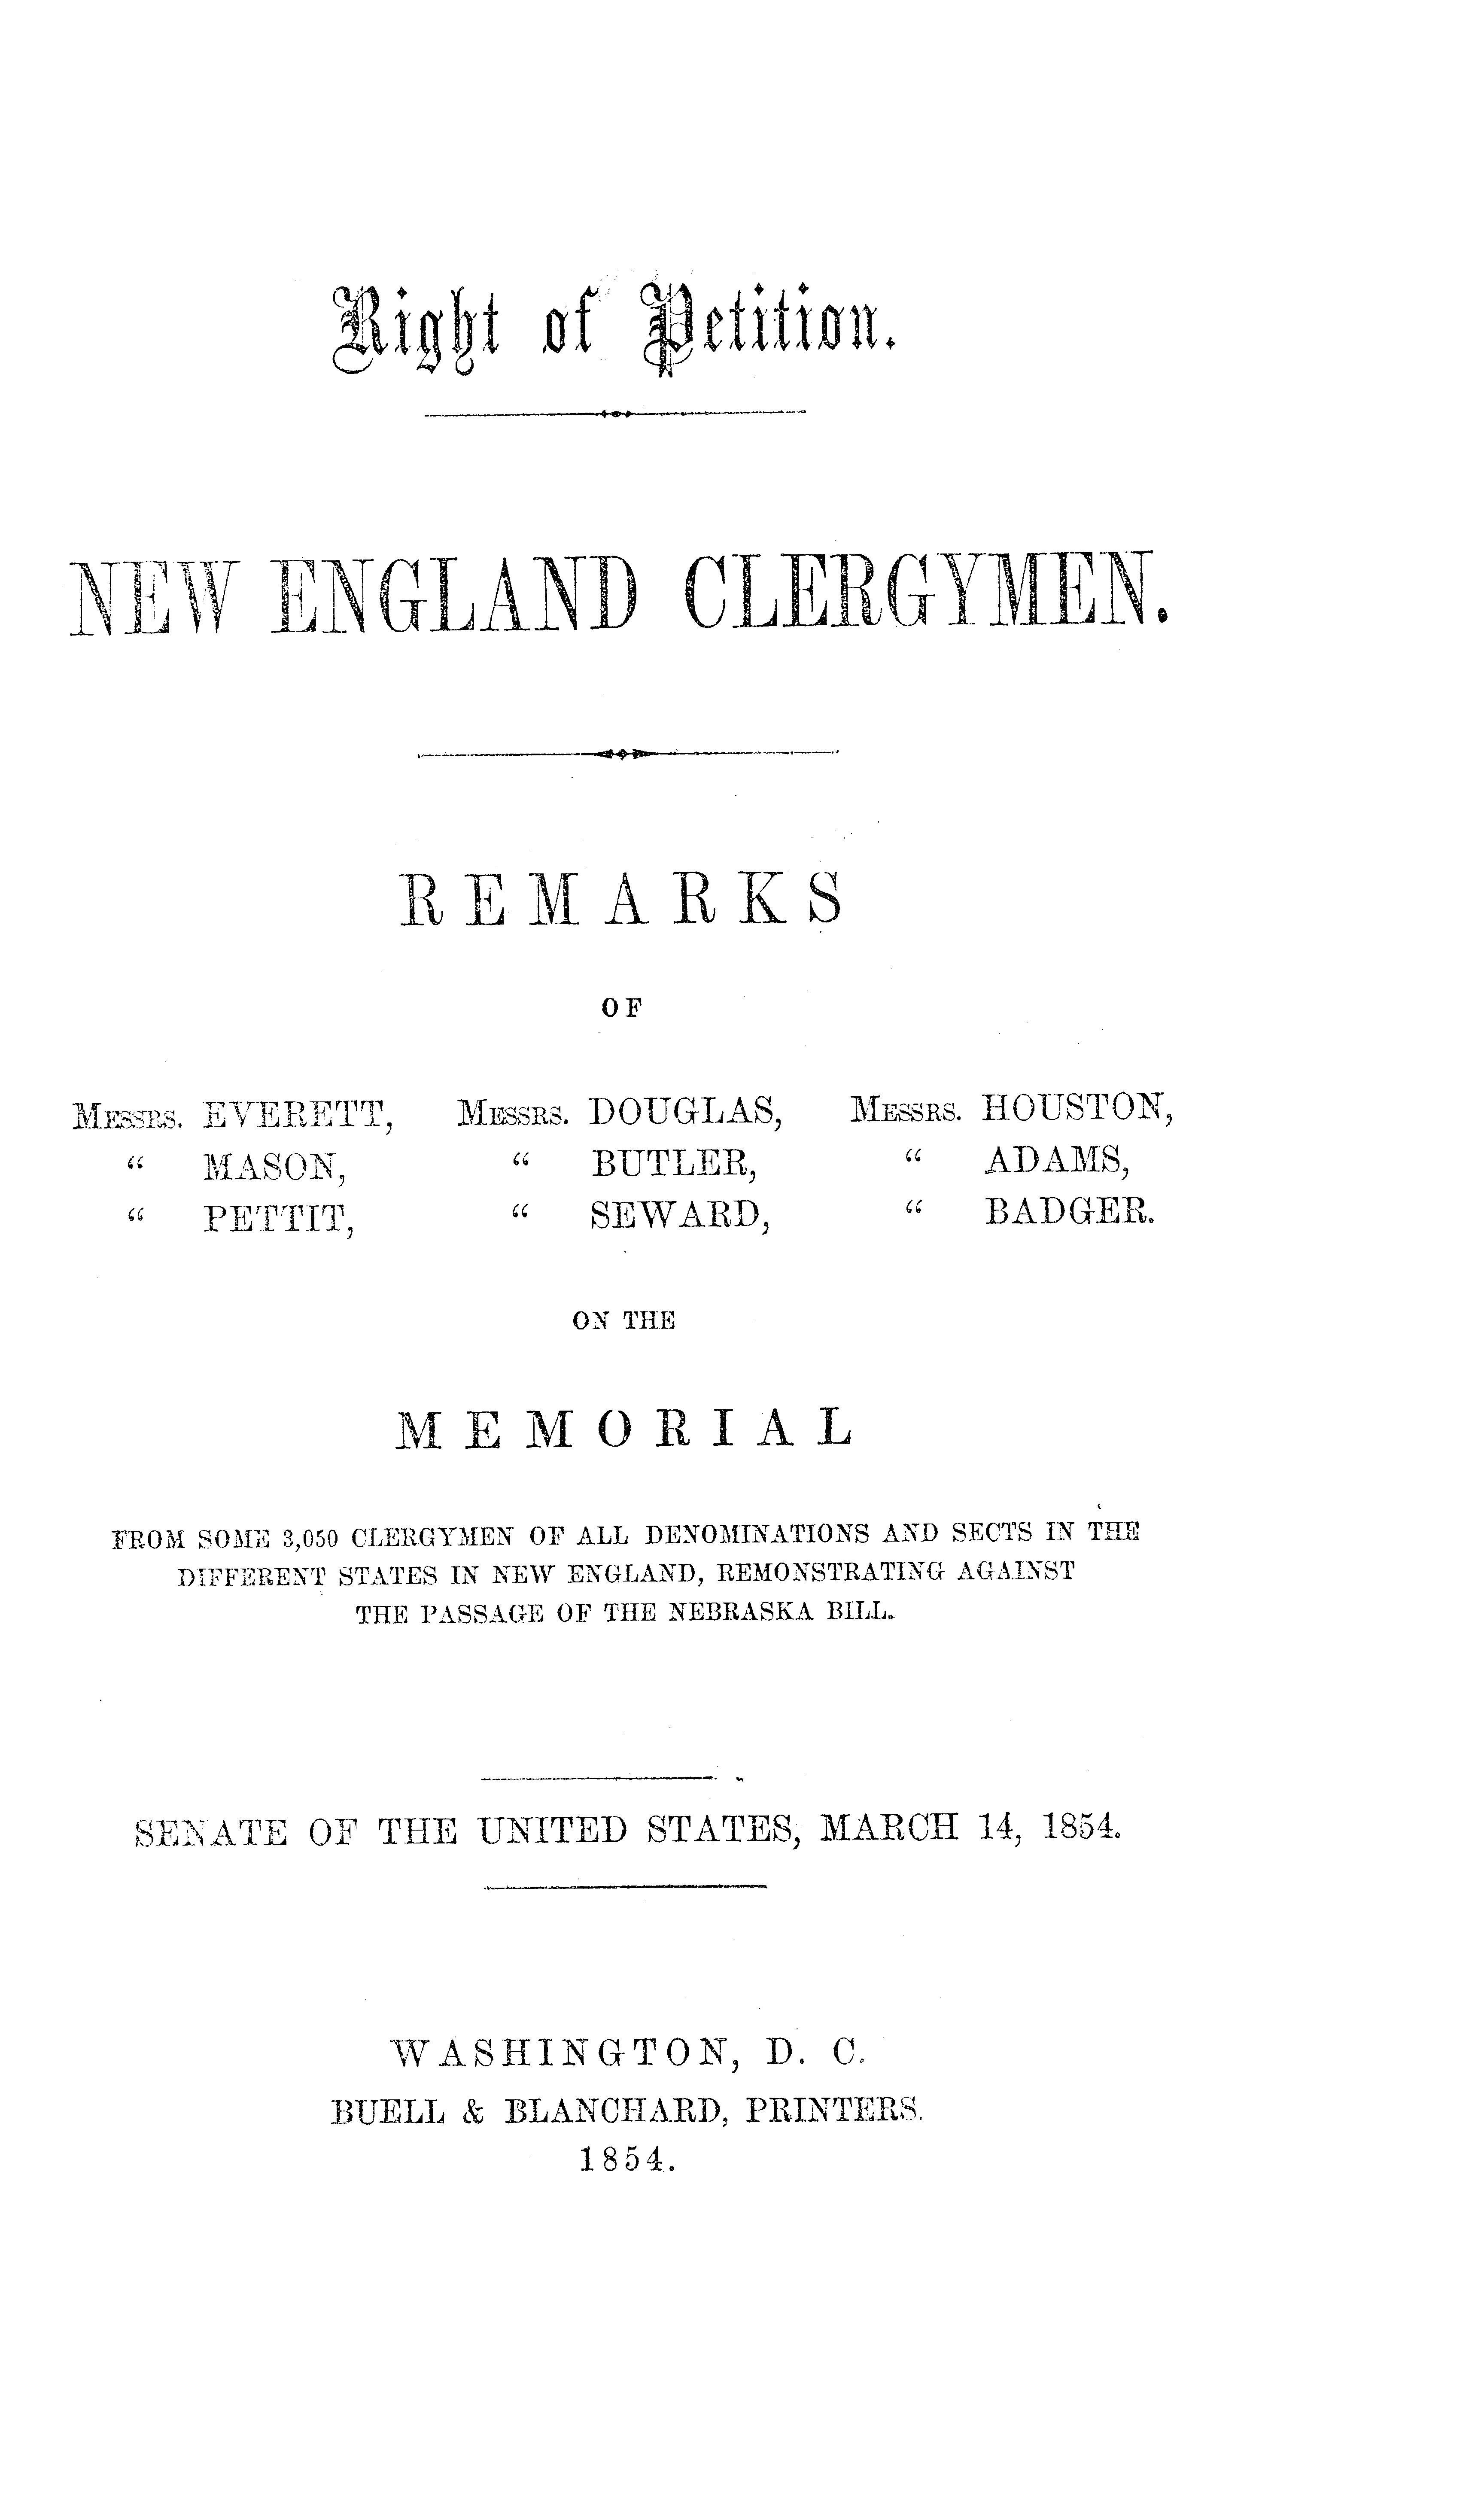 Right of Petition.
NEW ENGLAND CLERGYMEN.
REMARKS
OF
MESSRS. EVERETT, MESSRS. DOUGLAS, MESSRS. HOUSTON,
“ MASON, “ BUTLER, “ ADAMS,
“ PETTIT, “ SEWARD, “ BADGER.
ON THE
MEMORIAL
FROM SOME 3,050 CLERGYMEN OF ALL DENOMINATIONS AND SECTS IN THE
DIFFERENT STATES IN NEW ENGLAND, REMONSTRATING AGAINST
THE PASSAGE OF THE NEBRASKA BILL.
SENATE OF THE UNITED STATES, MARCH 14, 1854.
WASHINGTON, D. C.
BUELL & BLANCHARD, PRINTERS.
1854.